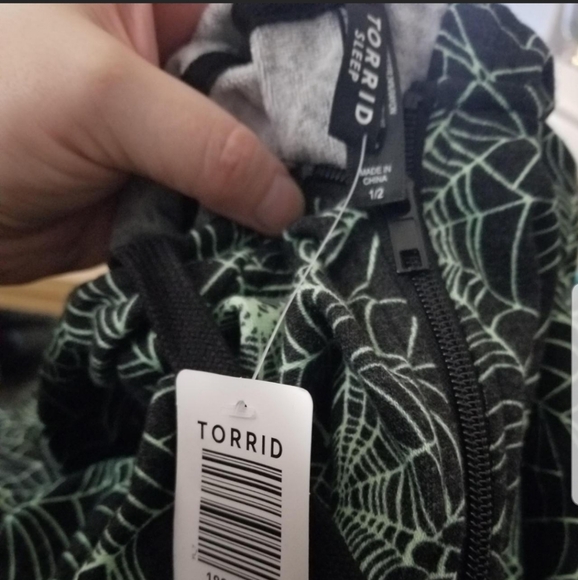 TORRID
SLEEP
MADE IN
CHINA
1/2
TORRID